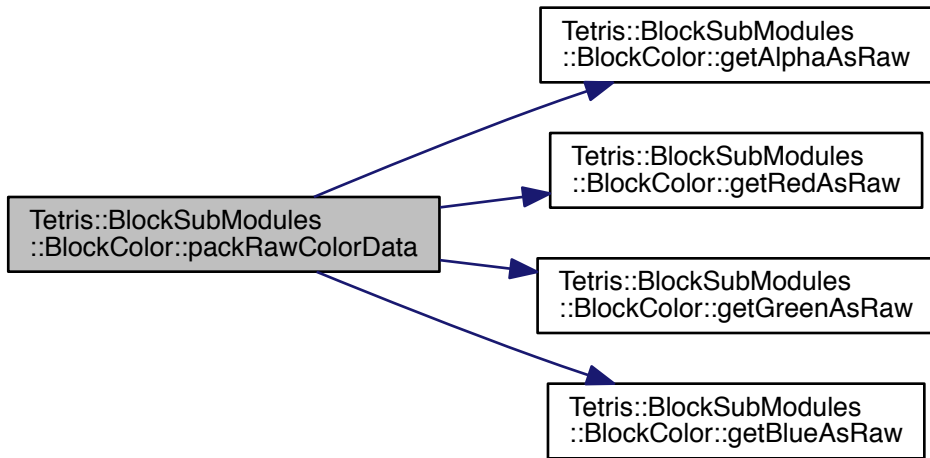 Tetris::BlockSubModules
::BlockColor::getAlphaAsRaw
Tetris::BlockSubModules
::BlockColor::getRedAsRaw
Tetris::BlockSubModules
::BlockColor::packRawColorData
Tetris::BlockSubModules
::BlockColor::getGreenAsRaw
Tetris::BlockSubModules
::BlockColor::getBlueAsRaw